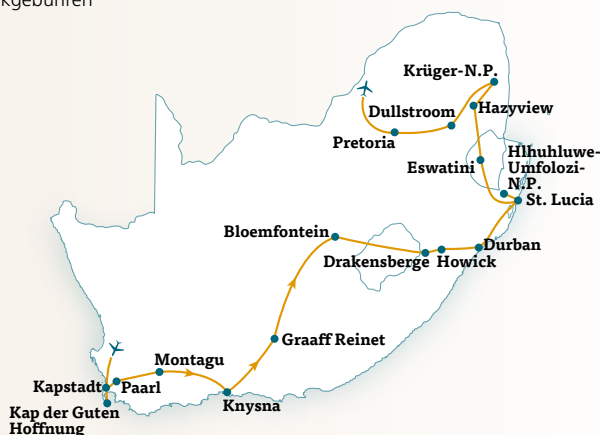 kgebühren
Krüger-N.P.
Dullstroom
Hazyview
Pretoria
Hlhuhluwe-
Umfolozi-
N.P.
Eswatini
St. Lucia
Bloemfontein
Durban
Drakensberge
Howick
Graaff Reinet
Montagu
Kapstadt
Paarl
Knysna
Kap der Guten
Hoffnung